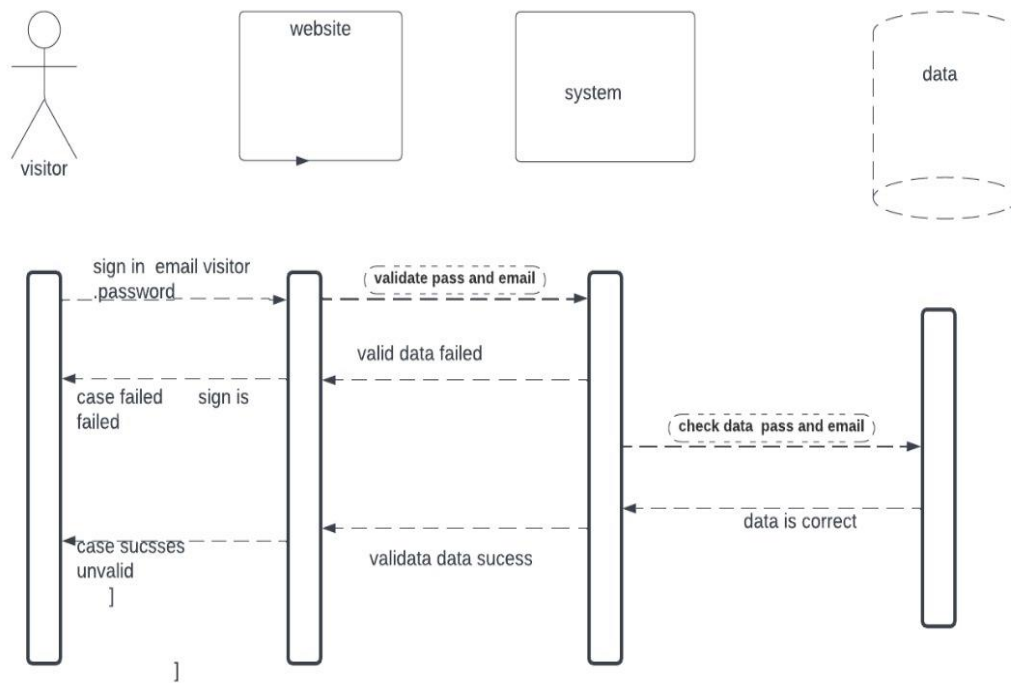 website
system
data
visitor
sign in  email visitor
.password
validate pass and email
valid data failed
case failed      sign is
failed
check data  pass and email
data is correct
case sucsses
unvalid
validata data sucess
]
]